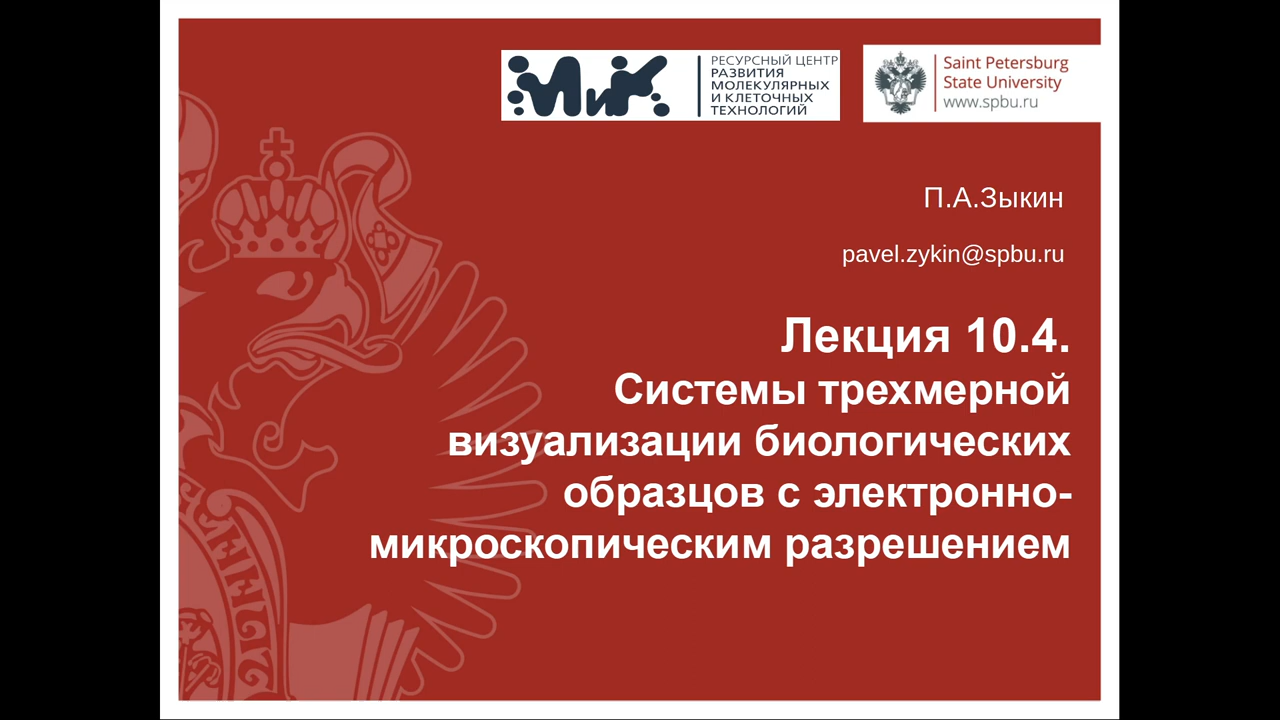 МиК
РЕСУРСНЫЙ ЦЕНТР
РАЗВИТИЯ
МОЛЕКУЛЯРНЫХ
И КЛЕТОЧНЫХ
ТЕХНОЛОГИЙ
Saint Petersburg
State University
www.spbu.ru
П.А.Зыкин
pavel.zykin@spbu.ru
Лекция 10.4.
Системы трехмерной
визуализации биологических
образцов с электронно-
микроскопическим разрешением